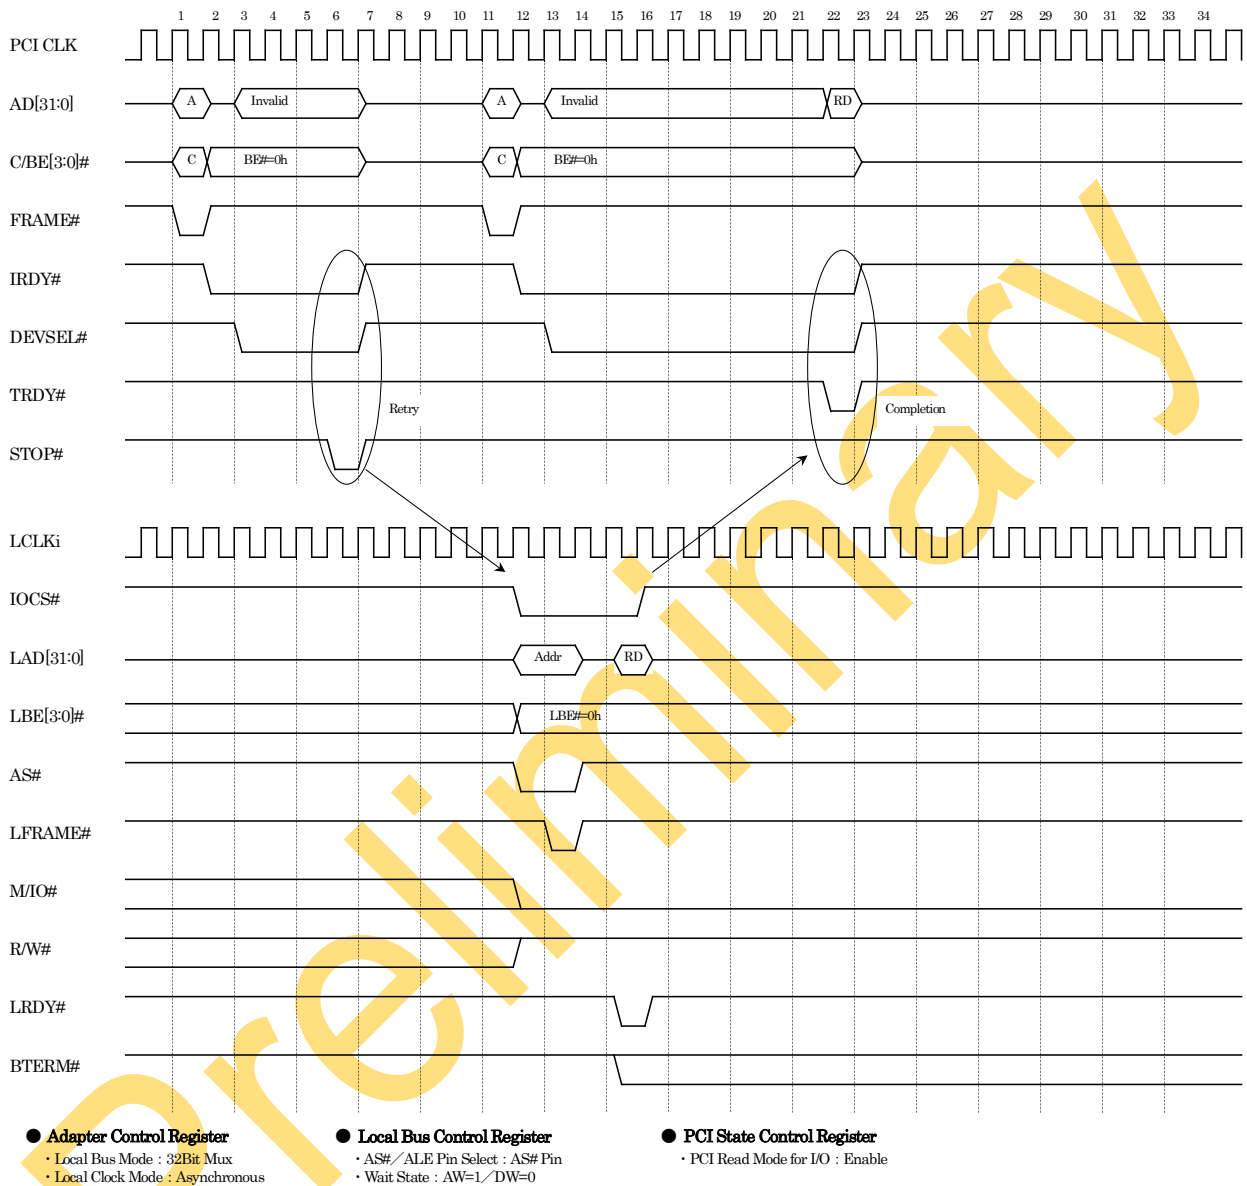 1 2 3 4 5 6 7 8 9 10 11 12 13 14 15 16 17 18 19 20 21 22 23 24 25 26 27 28 29 30 31 32 33 34
PCI CLK
AD[31:0] A Invalid A Invalid RD
C/BE[3:0]# C BE#=0h C BE#=0h
FRAME#
IRDY#
DEVSEL#
TRDY#
Retry Completion
STOP#
LCLKi
IOCS#
LAD[31:0] Addr RD
LBE[3:0]# LBE#=0h
AS#
LFRAME#
M/IO#
R/W#
LRDY#
BTERM#
Preliminary
● Adapter Control Register
・Local Bus Mode : 32Bit Mux
・Local Clock Mode : Asynchronous
● Local Bus Control Register
・AS#／ALE Pin Select : AS# Pin
・Wait State : AW=1／DW=0
● PCI State Control Register
・PCI Read Mode for I/O : Enable